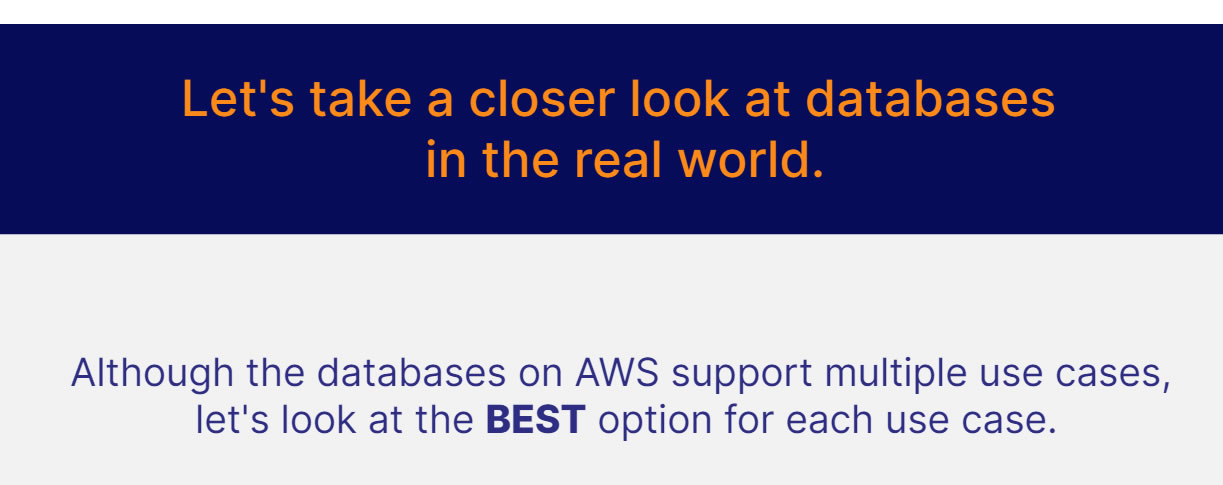 Let's take a closer look at databases
in the real world.
Although the databases on AWS support multiple use cases,
let's look at the BEST option for each use case.